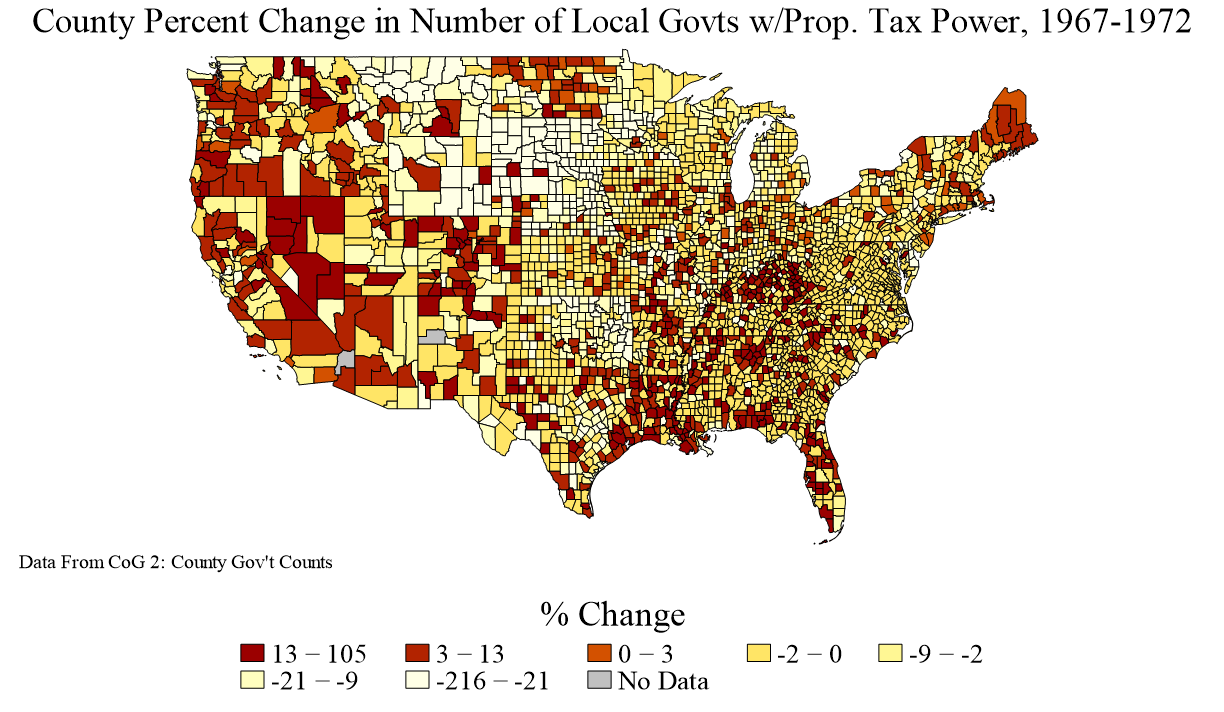 County Percent Change in Number of Local Govts w/Prop. Tax Power, 1967-1972
Data From CoG 2: County Gov't Counts
% Change
13 − 105 3 − 13 0 − 3 -2 − 0 -9 − -2
-21 − -9 -216 − -21 No Data